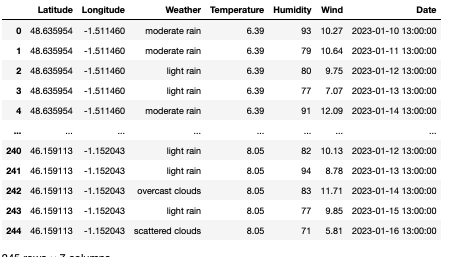 Latitude Longitude Weather Temperature Humidity Wind Date
0 48.635954 -1.511460 moderate rain 6.39 93 10.27 2023-01-10 13:00:00
1 48.635954 -1.511460 moderate rain 6.39 79 10.64 2023-01-11 13:00:00
2 48.635954 -1.511460 light rain 6.39 80 9.75 2023-01-12 13:00:00
3 48.635954 -1.511460 light rain 6.39 77 7.07 2023-01-13 13:00:00
4 48.635954 -1.511460 moderate rain 6.39 91 12.09 2023-01-14 13:00:00
... ... ... ... ... ... ... ...
240 46.159113 -1.152043 light rain 8.05 82 10.13 2023-01-12 13:00:00
241 46.159113 -1.152043 light rain 8.05 94 8.78 2023-01-13 13:00:00
242 46.159113 -1.152043 overcast clouds 8.05 83 11.71 2023-01-14 13:00:00
243 46.159113 -1.152043 light rain 8.05 77 9.85 2023-01-15 13:00:00
244 46.159113 -1.152043 scattered clouds 8.05 71 5.81 2023-01-16 13:00:00
245 rows × 7 columns